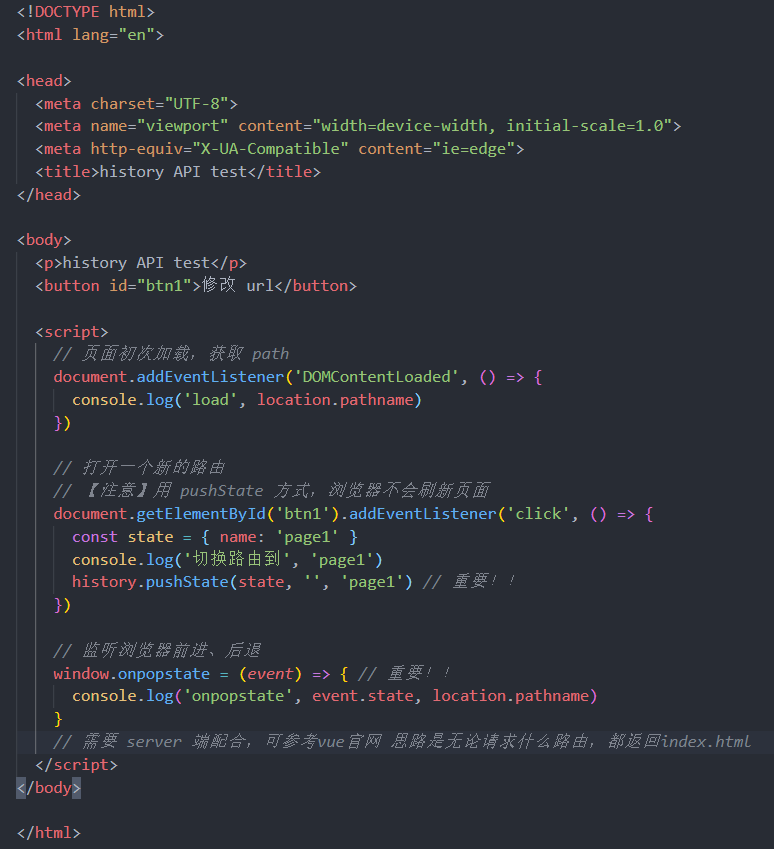 <!DOCTYPE html>
<html lang="en">
<head>
<meta charset="UTF-8">
<meta name="viewport" content="width=device-width, initial-scale=1.0">
<meta http-equiv="X-UA-Compatible" content="ie=edge">
<title>history API test</title>
</head>
<body>
<p>history API test</p>
<button id="btn1">修改 url</button>
<script>
// 页面初次加载，获取 path
document.addEventListener('DOMContentLoaded', () => {
console.log('load', location.pathname)
})
// 打开一个新的路由
// 【注意】用 pushState 方式，浏览器不会刷新页面
document.getElementById('btn1').addEventListener('click', () => {
const state = { name: 'page1' }
console.log('切换路由到', 'page1')
history.pushState(state, '', 'page1') // 重要！！
})
// 监听浏览器前进、后退
window.onpopstate = (event) => { // 重要！！
console.log('onpopstate', event.state, location.pathname)
}
// 需要 server 端配合，可参考vue官网 思路是无论请求什么路由，都返回index.html
</script>
</body>
</html>